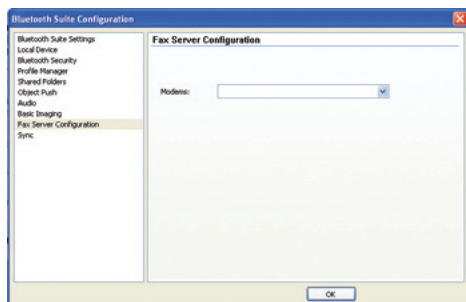 Bluetooth Suite Configuration
Bluetooth Suite Settings
Local Device
Bluetooth Security
Profile Manager
Shared Folders
Object Push
Audio
Basic Imaging
Fax Server Configuration
Sync
Fax Server Configuration
Modems:
OK